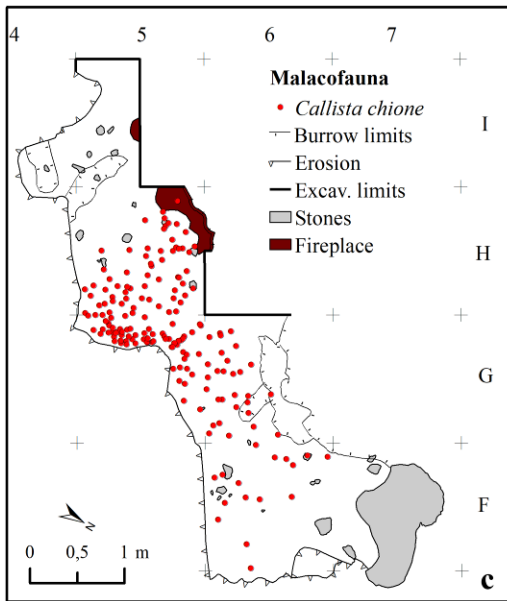 4 5 6 7
Malacofauna
Callista chione
Burrow limits
Erosion
Excav. limits
Stones
Fireplace
I
H
G
F
N
0 0,5 1 m
c